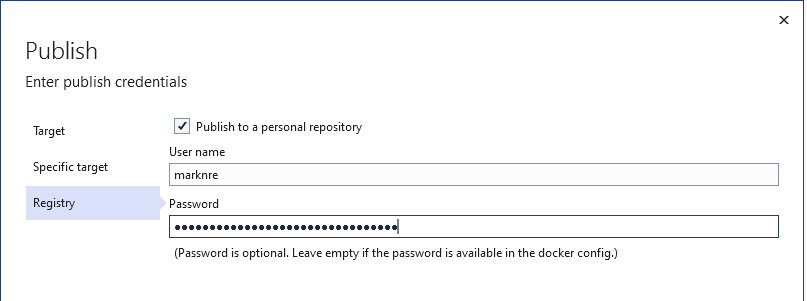 Publish
Enter publish credentials
Target
Publish to a personal repository
User name
Specific target
marknre
Registry
Password
••••••••••••••••••••••••••••••••
(Password is optional. Leave empty if the password is available in the docker config.)